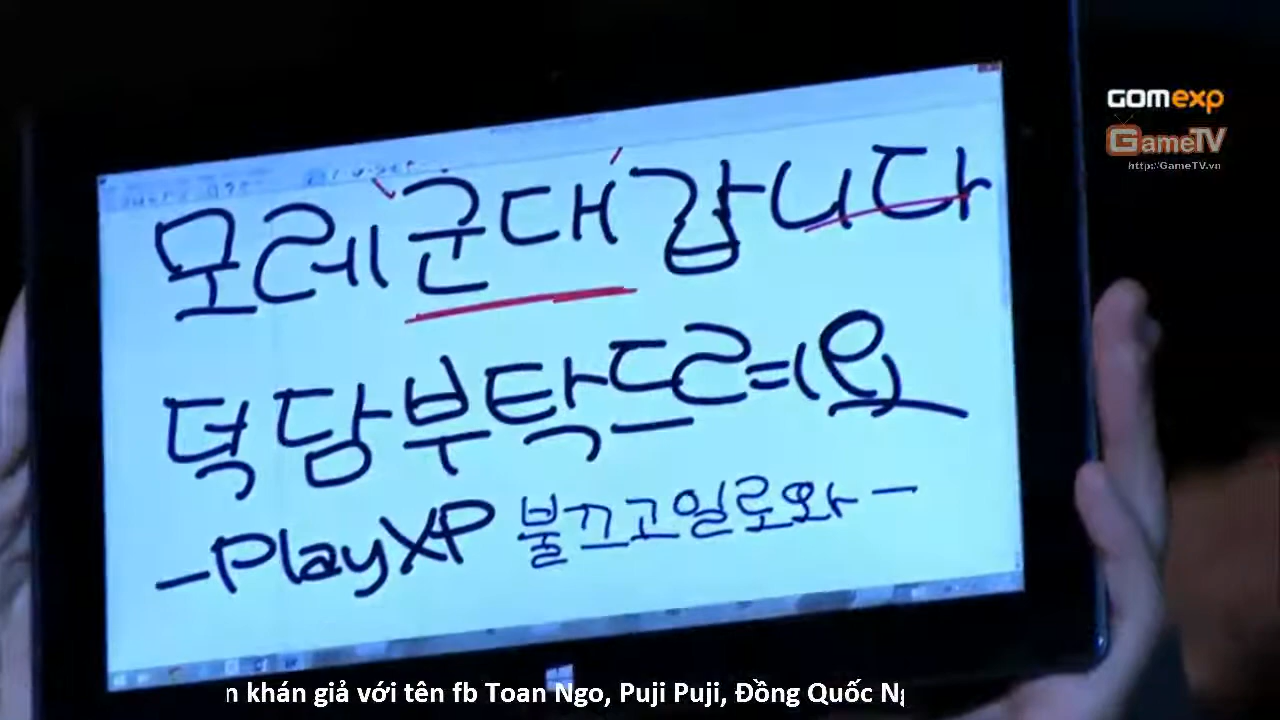 GOMexp
GameTV
http://GameTV.vn
모레 군대 갑니다
덕담 부탁드려요
-PlayXP 불끄고일로와-
khán giả với tên fb Toan Ngo, Puji Puji, Đồng Quốc